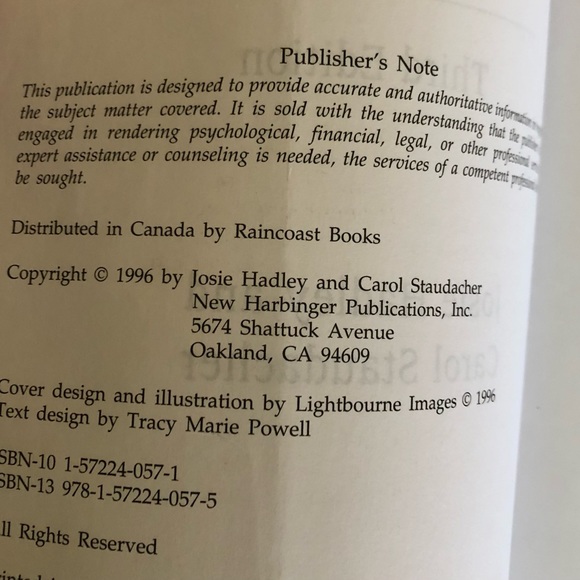 Publisher's Note
This publication is designed to provide accurate and authoritative information
the subject matter covered. It is sold with the understanding that the
engaged in rendering psychological, financial, legal, or other professional
expert assistance or counseling is needed, the services of a competent
be sought.
Distributed in Canada by Raincoast Books
Copyright © 1996 by Josie Hadley and Carol Staudacher
New Harbinger Publications, Inc.
5674 Shattuck Avenue
Oakland, CA 94609
Cover design and illustration by Lightbourne Images © 1996
Text design by Tracy Marie Powell
SBN-10 1-57224-057-1
SBN-13 978-1-57224-057-5
ll Rights Reserved